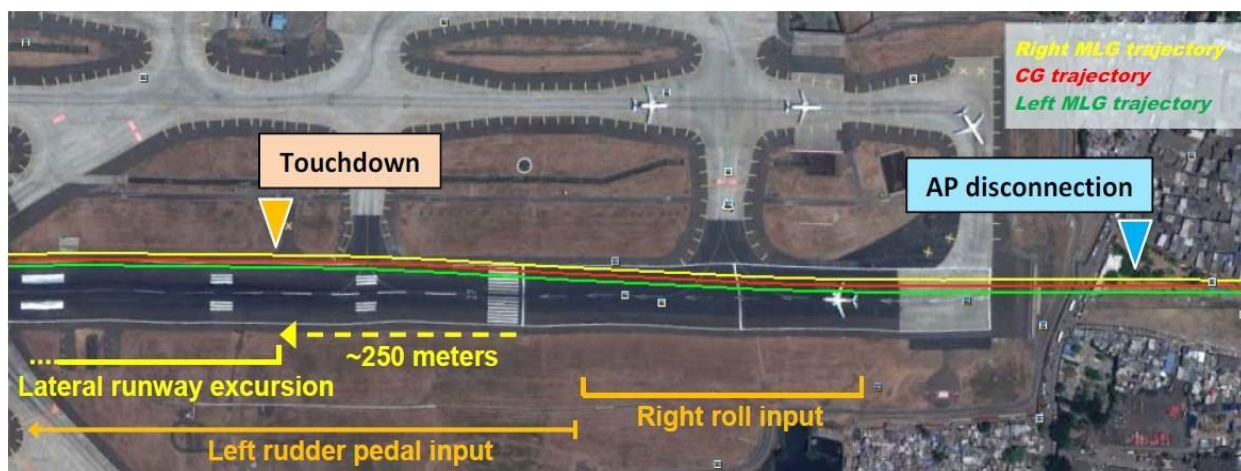 Right MLG trajectory
CG trajectory
Left MLG trajectory
Touchdown
AP disconnection
~250 meters
Lateral runway excursion
Right roll input
Left rudder pedal input